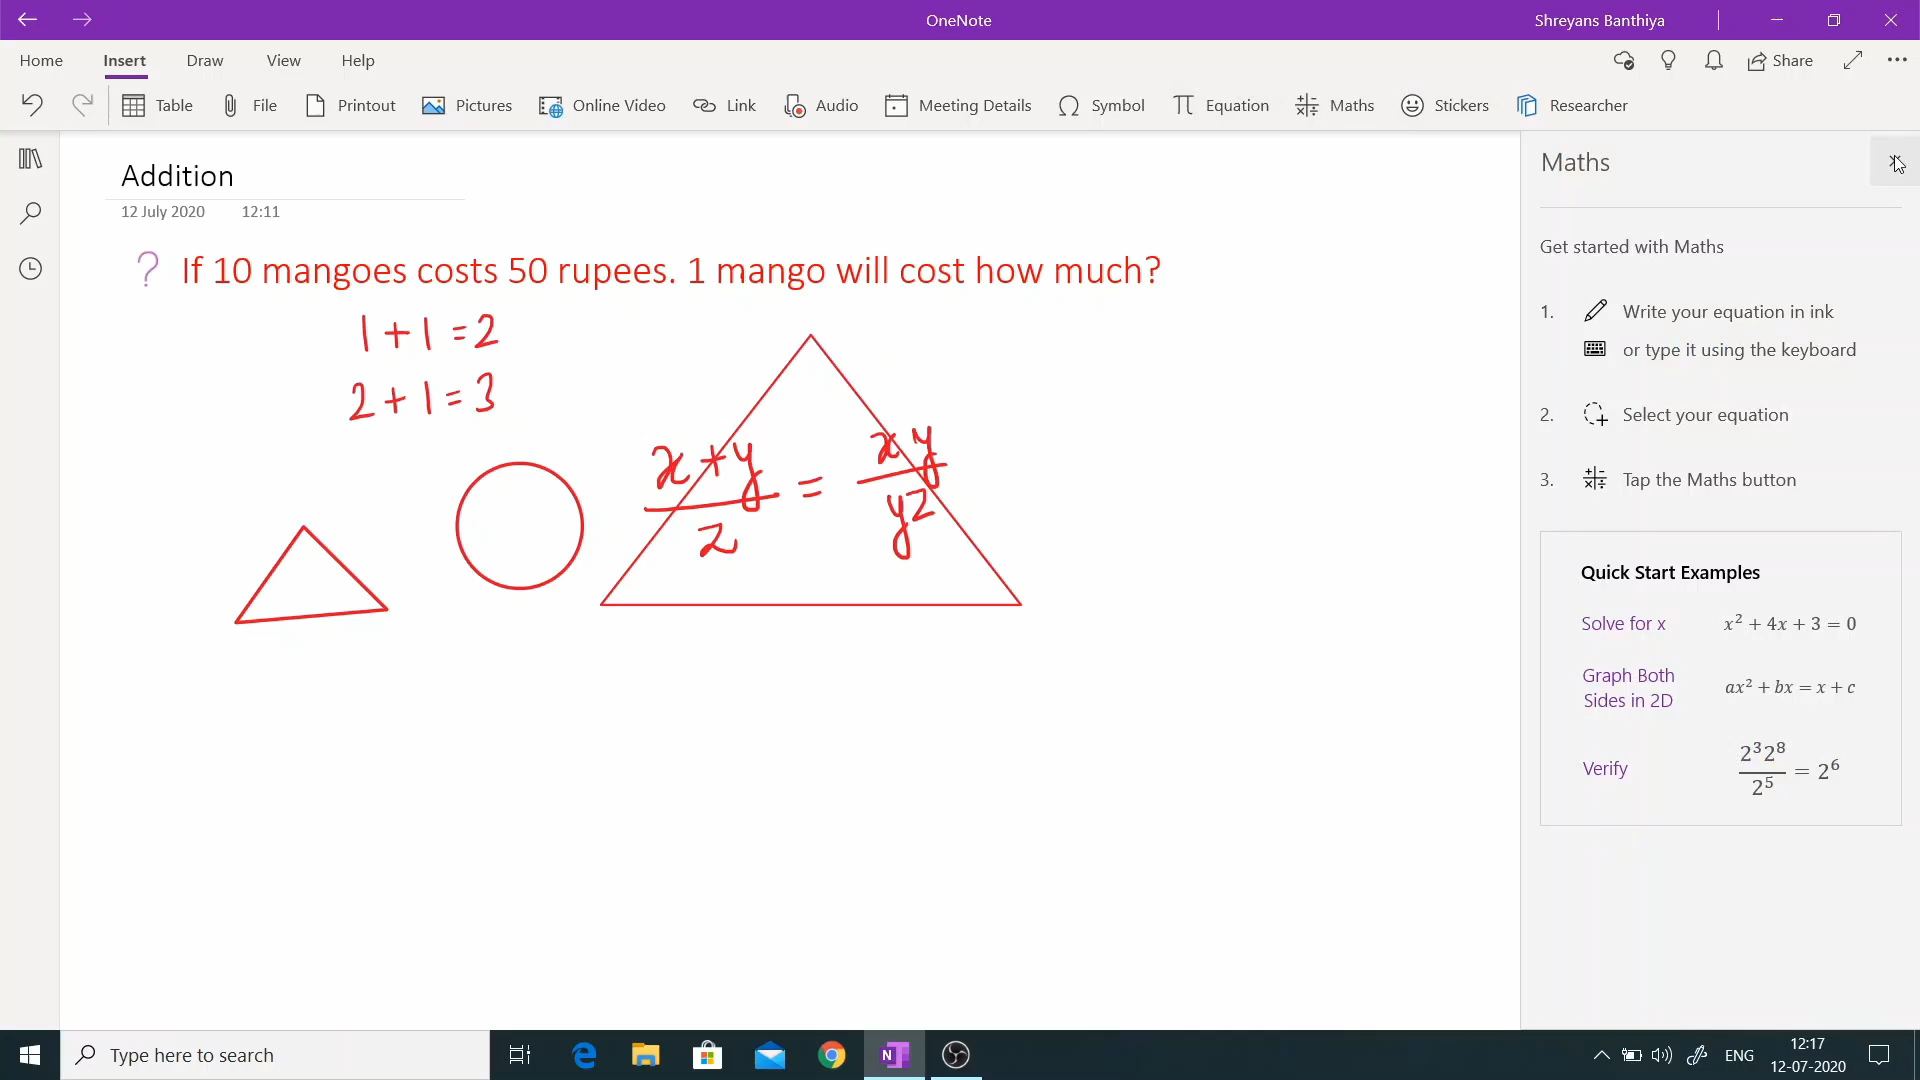 OneNote
Shreyans Banthiya
Home Insert Draw View Help
Share
Table File Printout Pictures Online Video Link Audio Meeting Details Symbol Equation Maths Stickers Researcher
Addition
12 July 2020 12:11
? If 10 mangoes costs 50 rupees. 1 mango will cost how much?
1 + 1 = 2
2 + 1 = 3
x + y / 2 = xy / y2
Maths
Get started with Maths
1. Write your equation in ink
or type it using the keyboard
2. Select your equation
3. Tap the Maths button
Quick Start Examples
Solve for x x² + 4x + 3 = 0
Graph Both
Sides in 2D ax² + bx = x + c
Verify 2³2⁸ / 2⁵ = 2⁶
Type here to search
ENG
12:17
12-07-2020